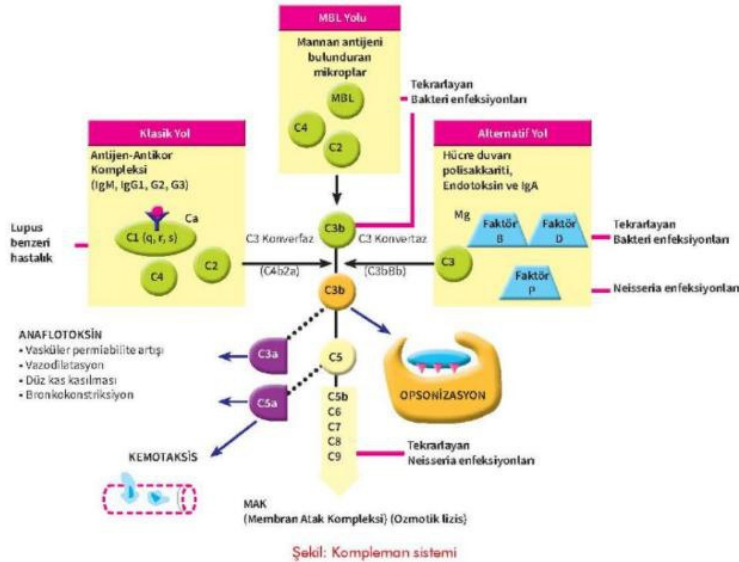 MBL Yolu
Mannan antijeni
bulunduran
mikroplar
MBL
C4
C2
Tekrarlayan
Bakteri enfeksiyonları
Klasik Yol
Antijen-Antikor
Kompleksi
(IgM, IgG1, G2, G3)
Ca
C1 (q, r, s)
C4
C2
Lupus
benzeri
hastalık
Alternatif Yol
Hücre duvarı
polisakkariti,
Endotoksin ve IgA
Mg
Faktör
B
Faktör
D
C3
Faktör
P
Tekrarlayan
Bakteri enfeksiyonları
Neisseria enfeksiyonları
C3b
C3 Konverfaz
(C4b2a)
C3 Konvertaz
(C3bBb)
C3b
ANAFLOTOKSİN
• Vasküler permiabilite artışı
• Vazodilatasyon
• Düz kas kasılması
• Bronkokonstriksiyon
C3a
C5
C5a
OPSONİZASYON
C5b
C6
C7
C8
C9
Tekrarlayan
Neisseria enfeksiyonları
KEMOTAKSİS
MAK
(Membran Atak Kompleksi) (Ozmotik lizis)
Şekil: Kompleman sistemi